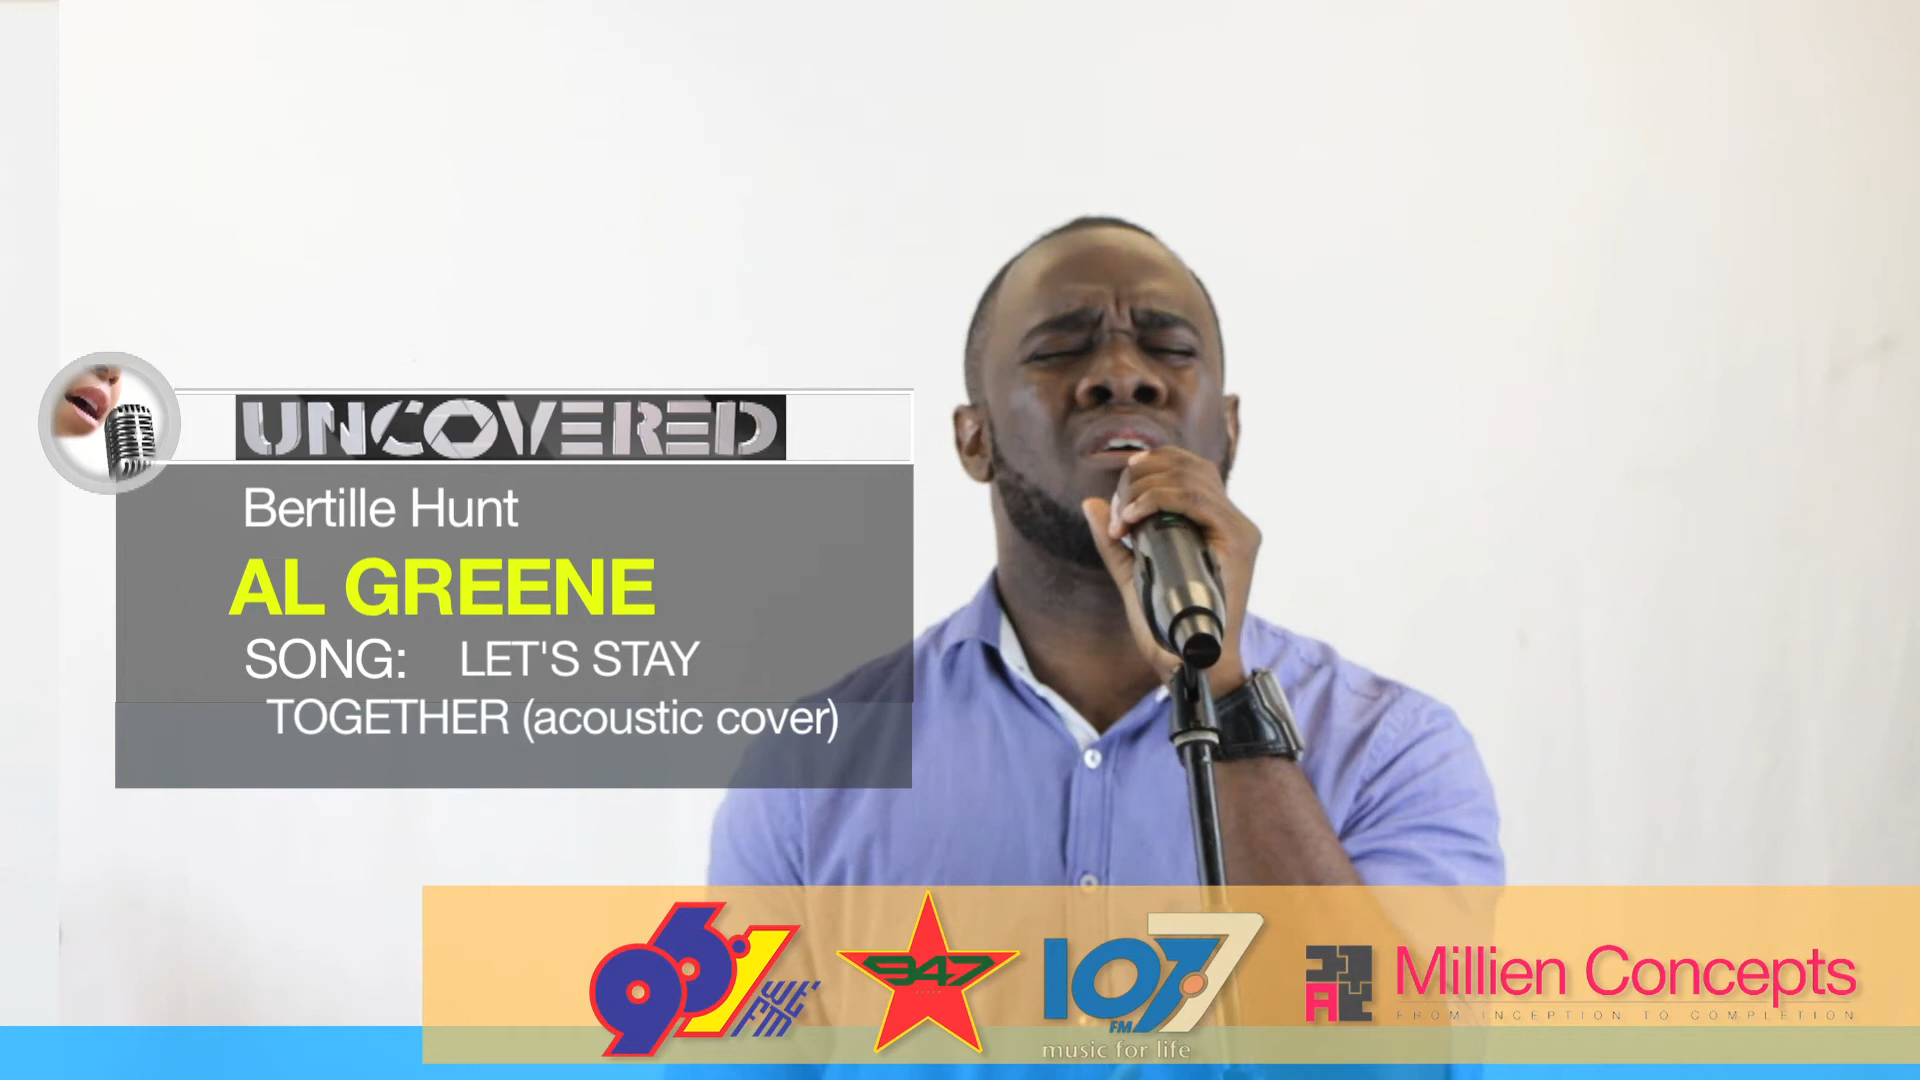 UNCOVERED
Bertille Hunt
AL GREENE
SONG: LET'S STAY
TOGETHER (acoustic cover)
96.1
WE FM
947
107.7
FM
music for life
Millien Concepts
FROM INCEPTION TO COMPLETION